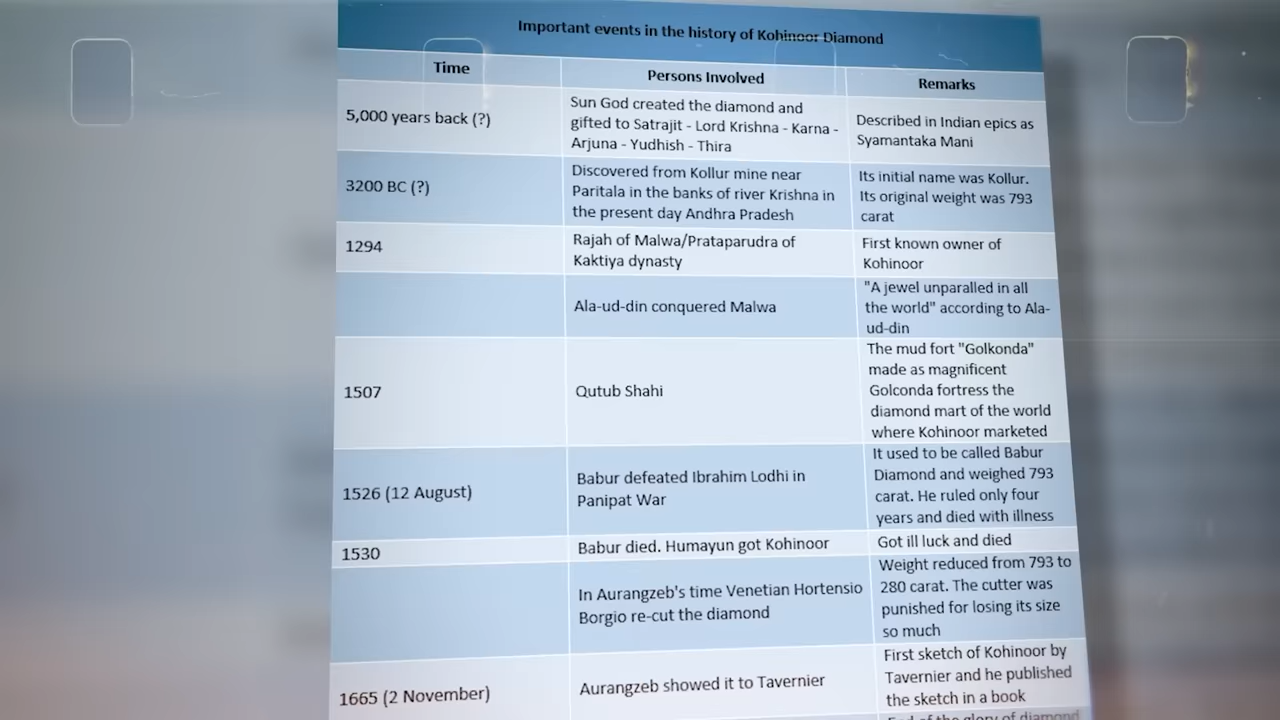 Important events in the history of Kohinoor Diamond
Time
Persons Involved
Remarks
5,000 years back (?)
Sun God created the diamond and
gifted to Satrajit - Lord Krishna - Karna -
Arjuna - Yudhish - Thira
Described in Indian epics as
Syamantaka Mani
3200 BC (?)
Discovered from Kollur mine near
Paritala in the banks of river Krishna in
the present day Andhra Pradesh
Its initial name was Kollur.
Its original weight was 793
carat
1294
Rajah of Malwa/Prataparudra of
Kaktiya dynasty
First known owner of
Kohinoor
Ala-ud-din conquered Malwa
"A jewel unparalled in all
the world" according to Ala-
ud-din
1507
Qutub Shahi
The mud fort "Golkonda"
made as magnificent
Golconda fortress the
diamond mart of the world
where Kohinoor marketed
1526 (12 August)
Babur defeated Ibrahim Lodhi in
Panipat War
It used to be called Babur
Diamond and weighed 793
carat. He ruled only four
years and died with illness
1530
Babur died. Humayun got Kohinoor
Got ill luck and died
In Aurangzeb's time Venetian Hortensio
Borgio re-cut the diamond
Weight reduced from 793 to
280 carat. The cutter was
punished for losing its size
so much
1665 (2 November)
Aurangzeb showed it to Tavernier
First sketch of Kohinoor by
Tavernier and he published
the sketch in a book
End of the glory of diamond